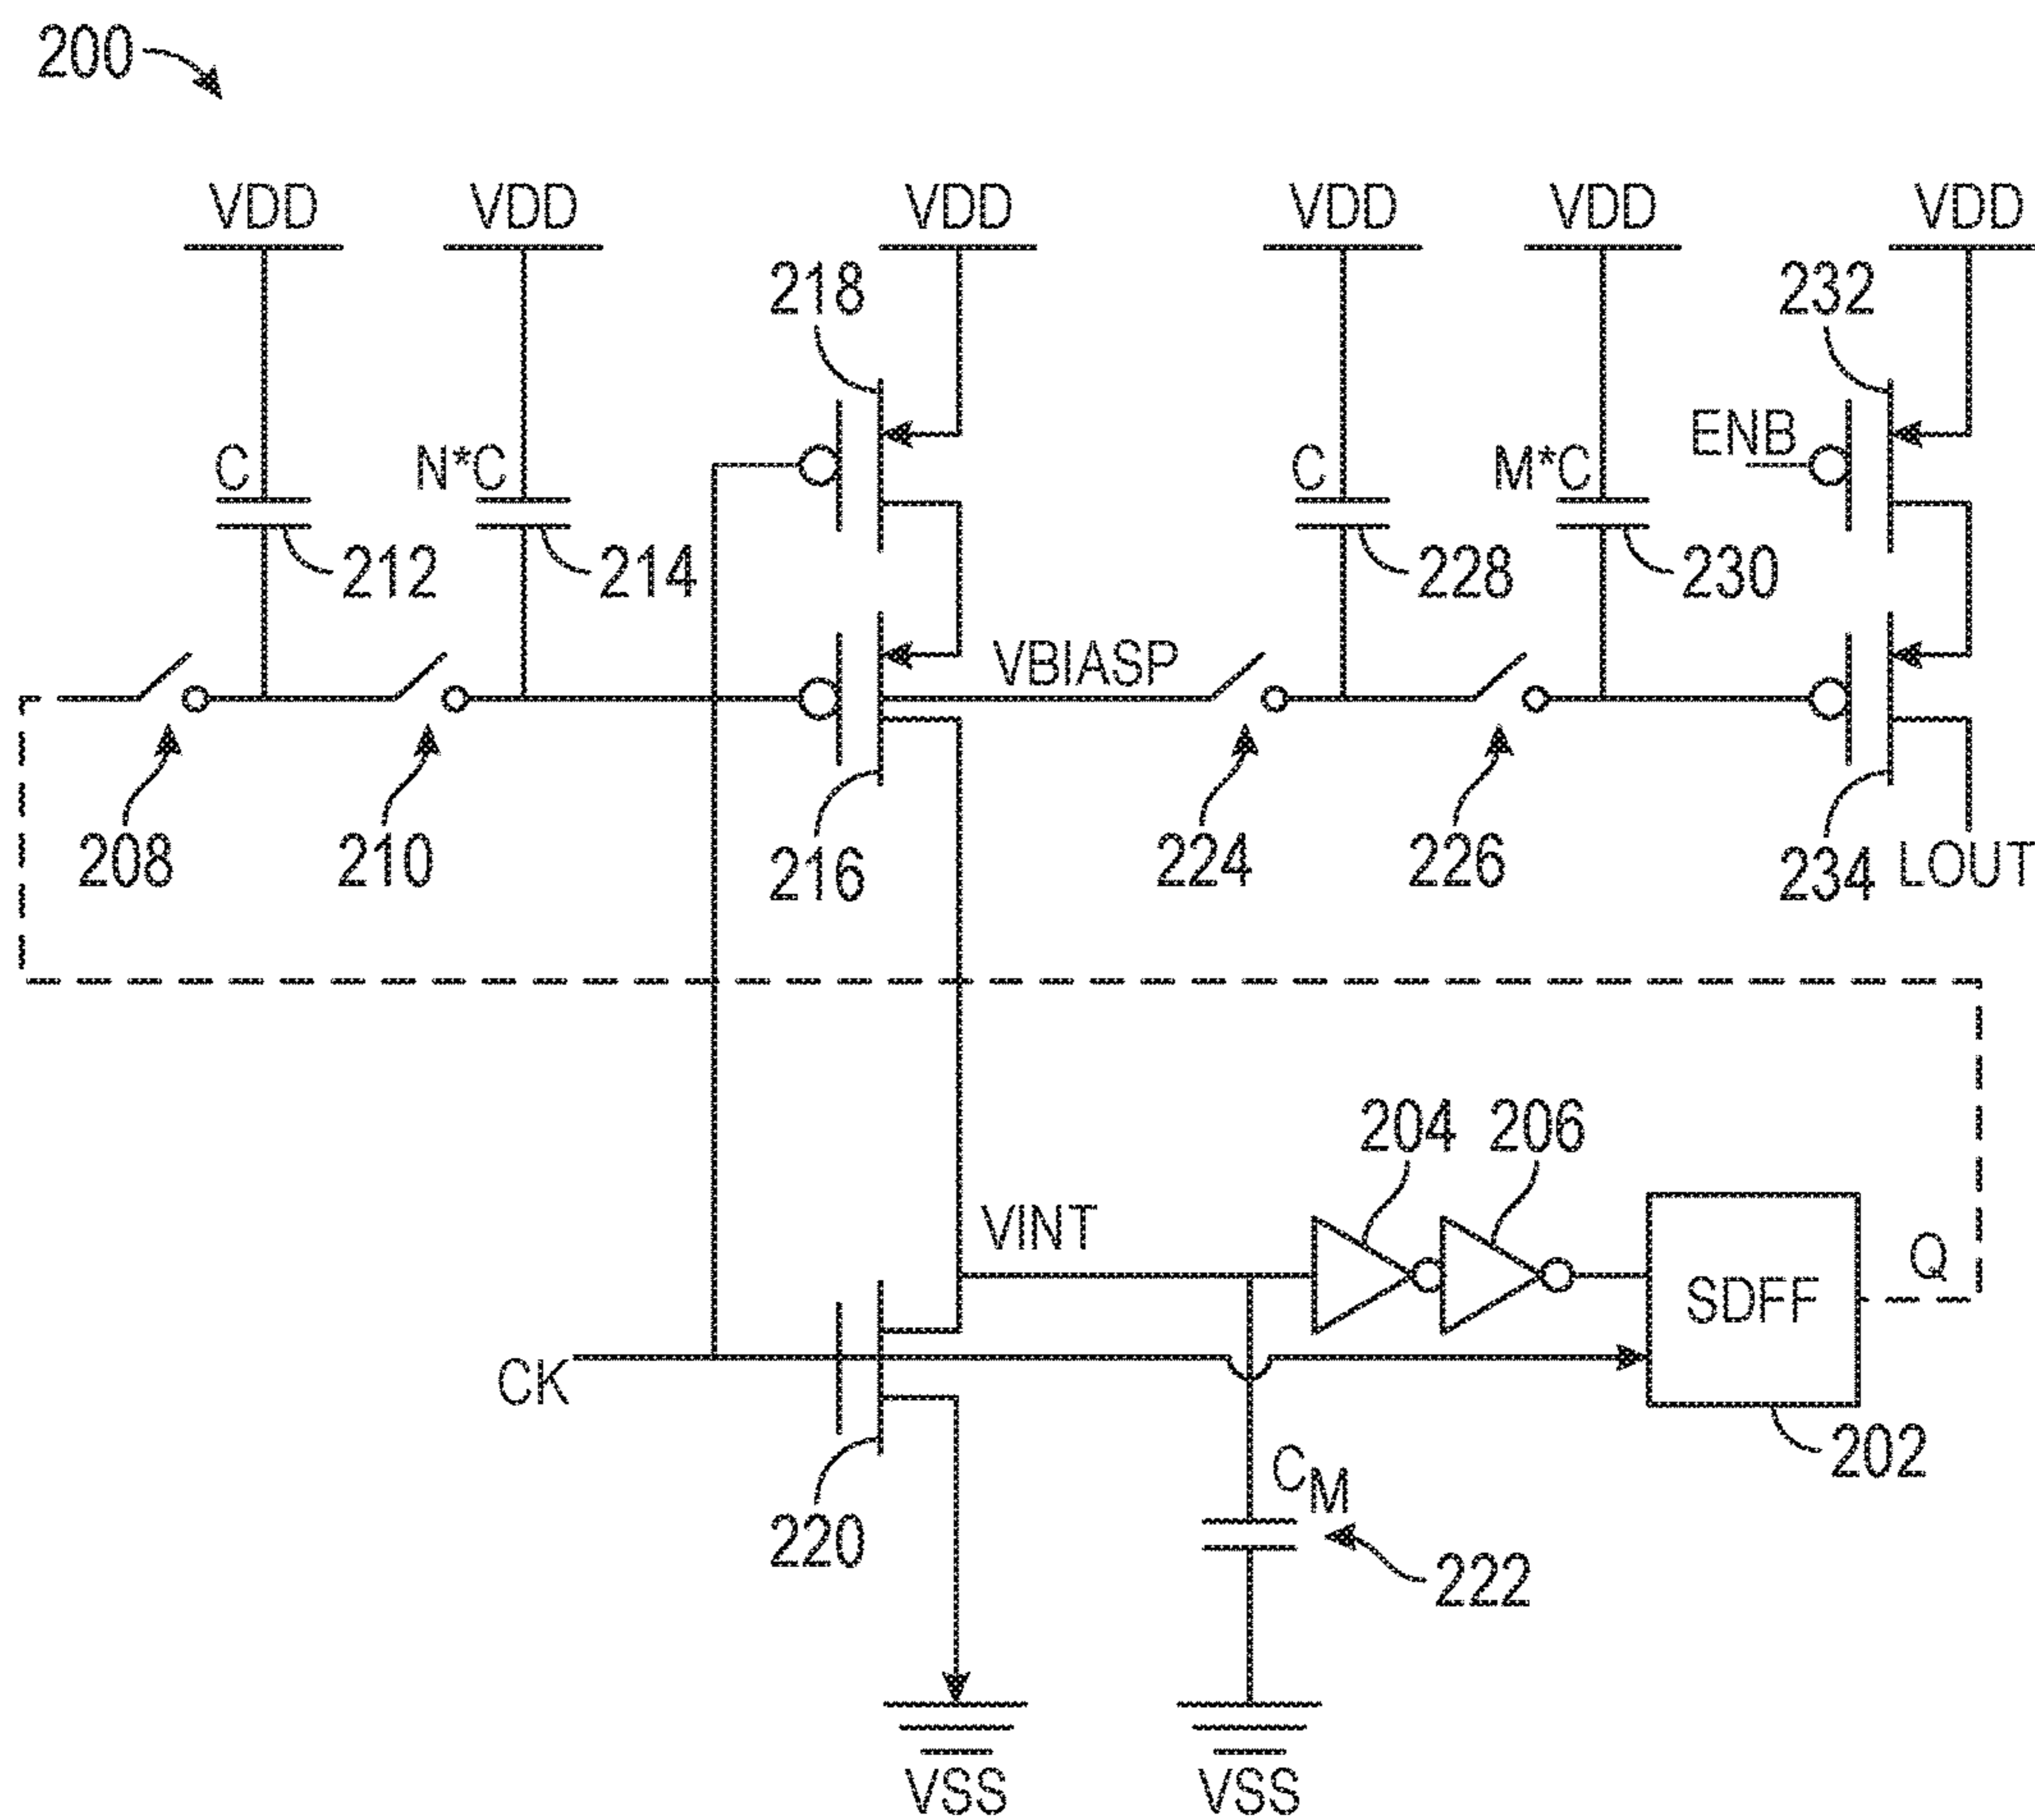 200
VDD VDD VDD VDD VDD VDD
218 232
ENB
C N*C C M*C
212 214 228 230
VBIASP
208 210 216 224 226 234 LOUT
204 206
VINT
SDFF Q
CK
202
CM
220 222
VSS VSS